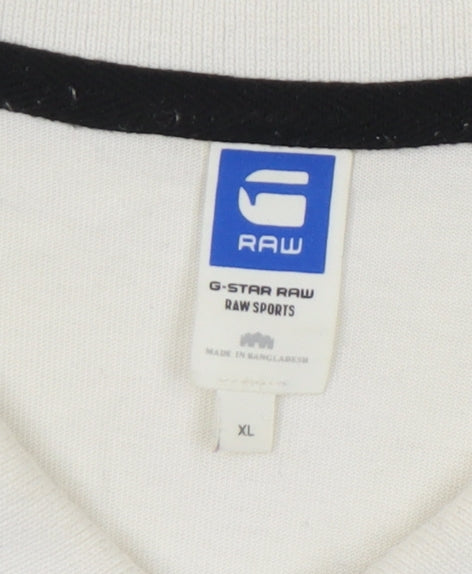 RAW
G-STAR RAW
RAW SPORTS
MADE IN BANGLADESH
XL